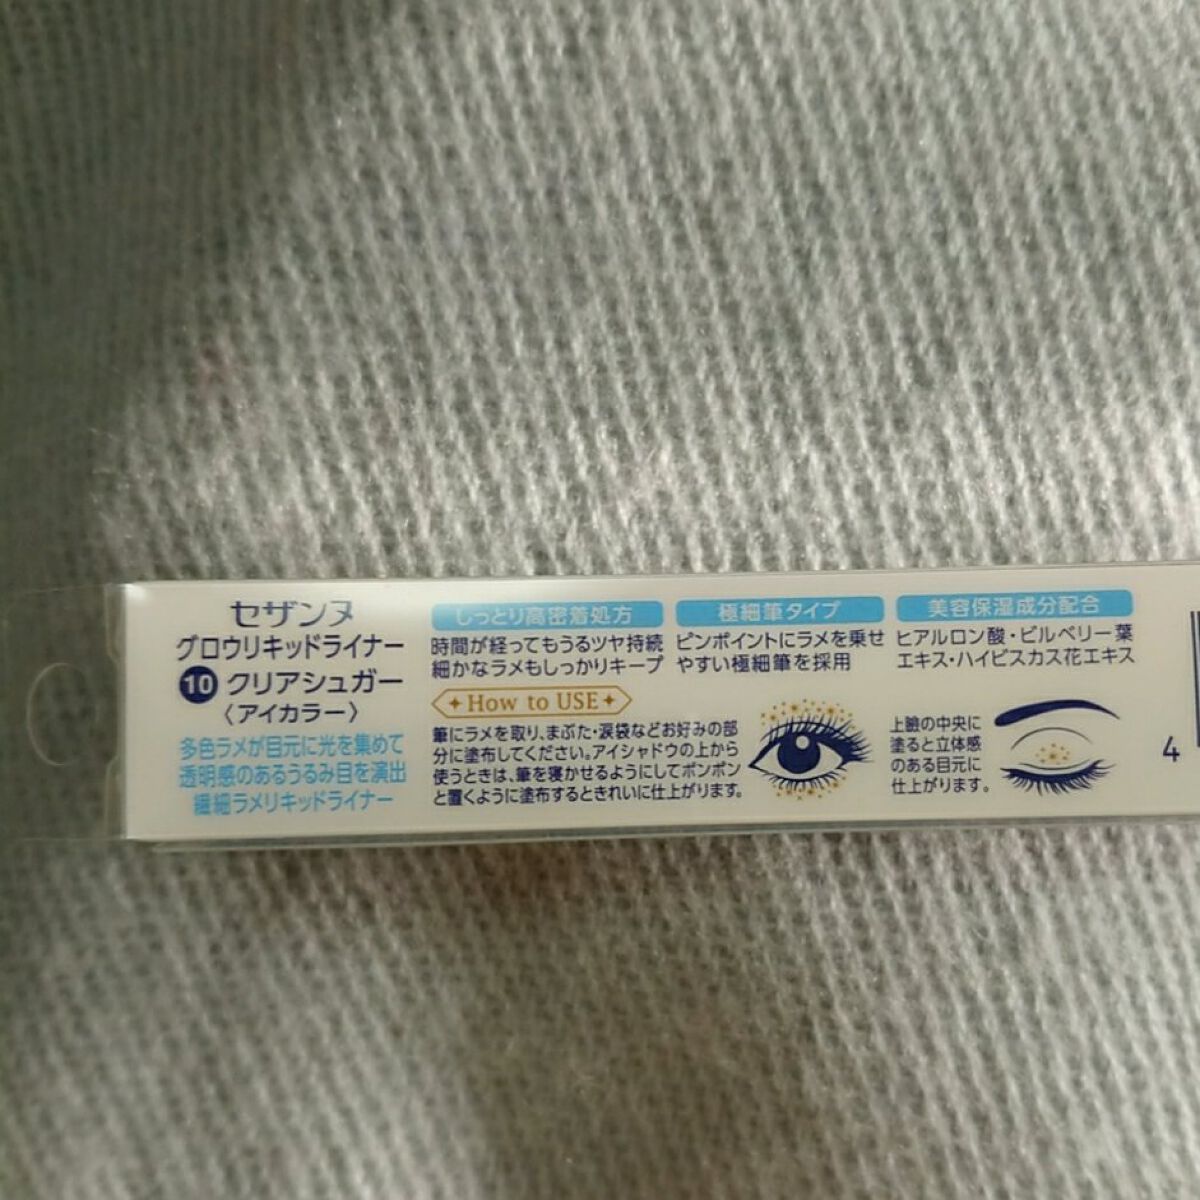 セザンヌ
グロウリキッドライナー
10 クリアシュガー
〈アイカラー〉
多色ラメが目元に光を集めて
透明感のあるうるみ目を演出
繊細ラメリキッドライナー
しっとり高密着処方
時間が経ってもうるツヤ持続
細かなラメもしっかりキープ
極細筆タイプ
ピンポイントにラメを乗せ
やすい極細筆を採用
美容保湿成分配合
ヒアルロン酸・ビルベリー葉
エキス・ハイビスカス花エキス
How to USE
筆にラメを取り、まぶた・涙袋などお好みの部
分に塗布してください。アイシャドウの上から
使うときは、筆を寝かせるようにしてポンポン
と置くように塗布するときれいに仕上がります。
上瞼の中央に
塗ると立体感
のある目元に
仕上がります。
4